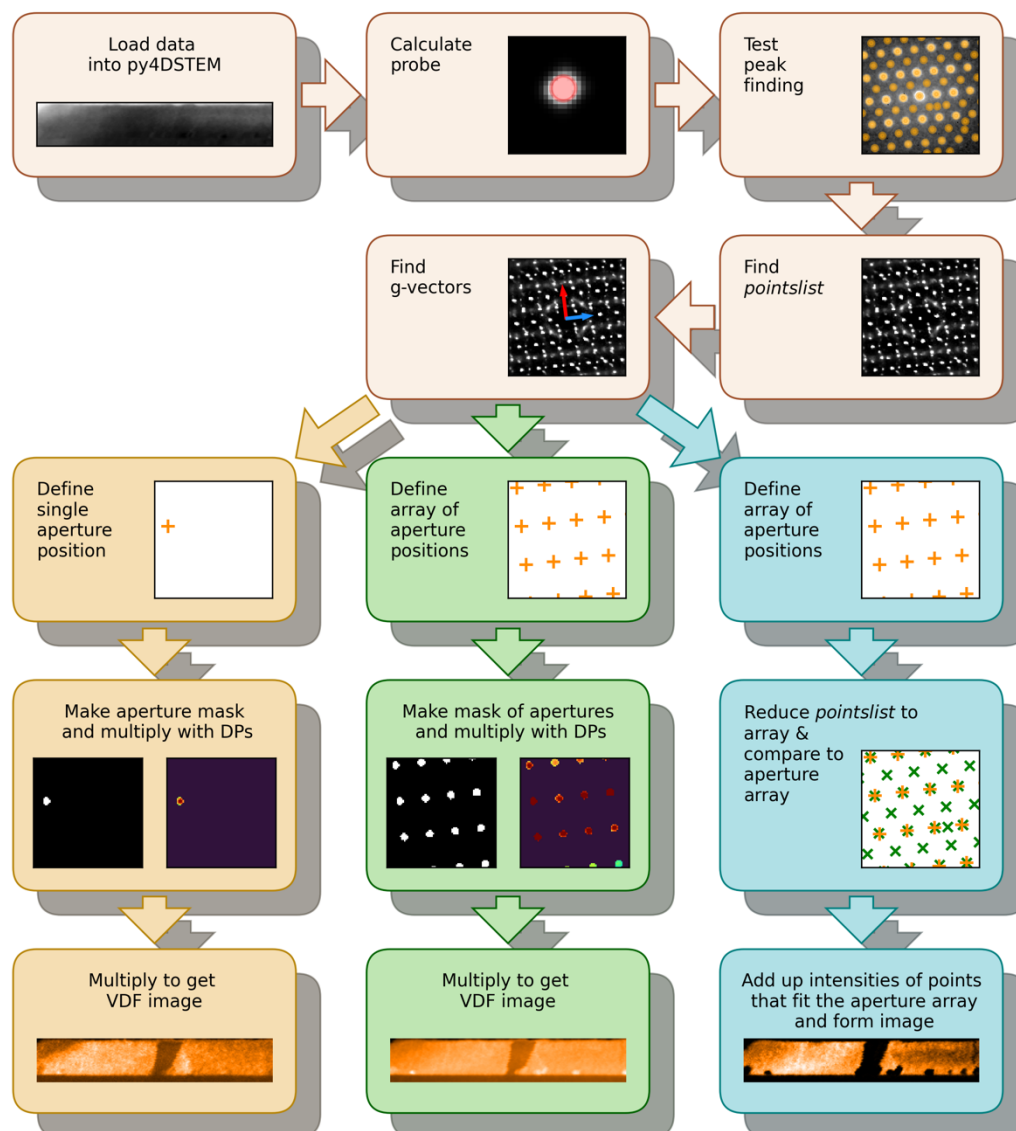 Load data
into py4DSTEM
Calculate
probe
Test
peak
finding
Find
g-vectors
Find
pointslist
Define
single
aperture
position
Define
array of
aperture
positions
Define
array of
aperture
positions
Make aperture mask
and multiply with DPs
Make mask of apertures
and multiply with DPs
Reduce pointslist to
array &
compare to
aperture
array
Multiply to get
VDF image
Multiply to get
VDF image
Add up intensities of points
that fit the aperture array
and form image